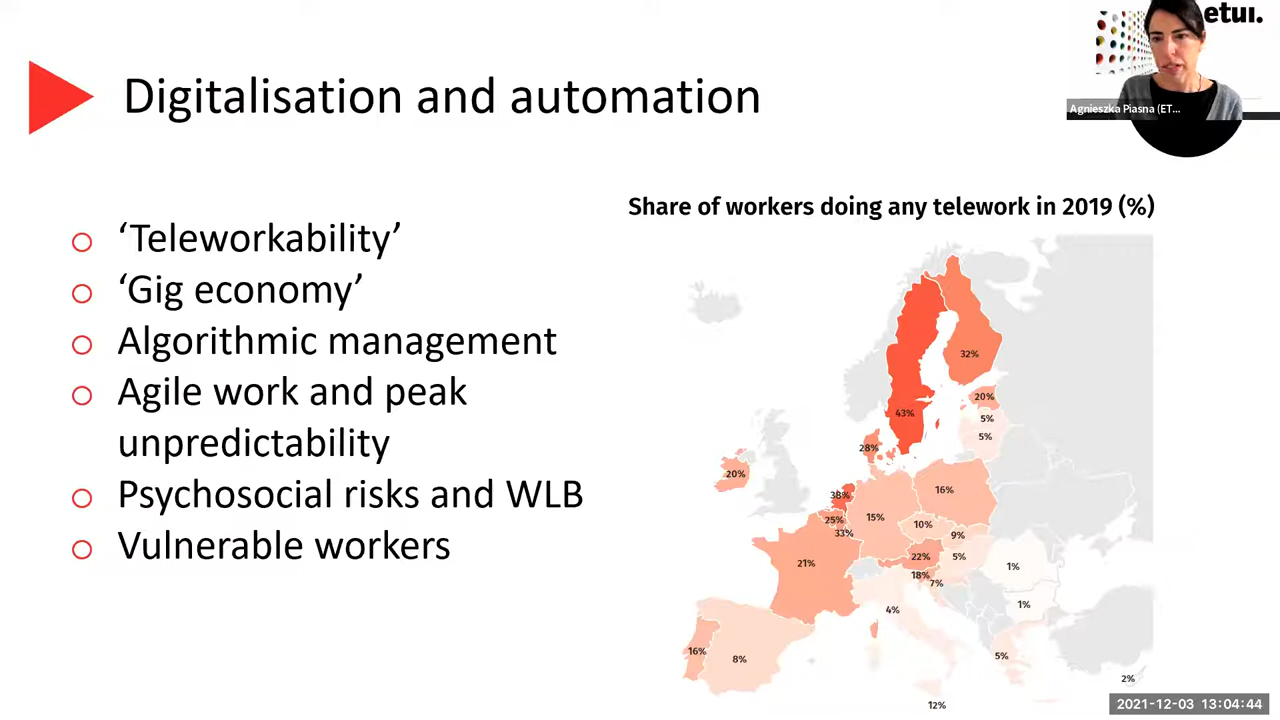 etui.
Agnieszka Piasna (ET...
Digitalisation and automation
Share of workers doing any telework in 2019 (%)
‘Teleworkability’
‘Gig economy’
Algorithmic management
Agile work and peak
unpredictability
Psychosocial risks and WLB
Vulnerable workers
32%
43%
20%
5%
5%
28%
20%
38%
16%
25%
15%
10%
33%
9%
21%
22%
5%
1%
18%
7%
4%
1%
16%
8%
5%
2%
12%
2021-12-03 13:04:44